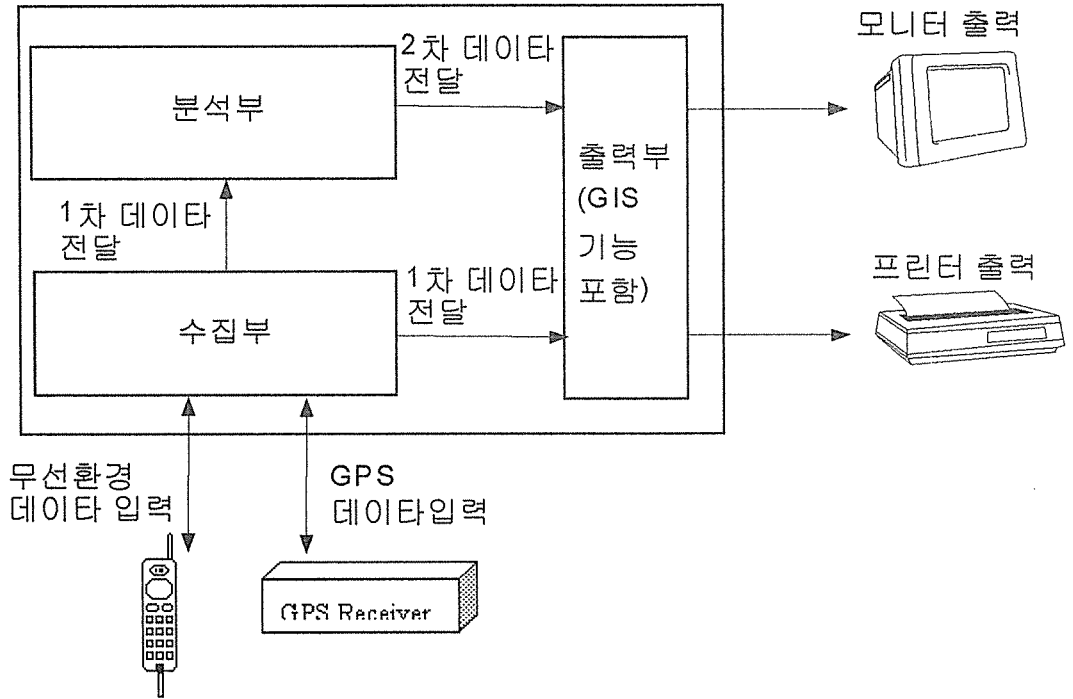 모니터 출력
2차 데이타
전달
분석부
출력부
(GIS
기능
포함)
1차 데이타
전달
1차 데이타
전달
프린터 출력
수집부
무선환경
데이타 입력
GPS
데이타입력
GPS Receiver